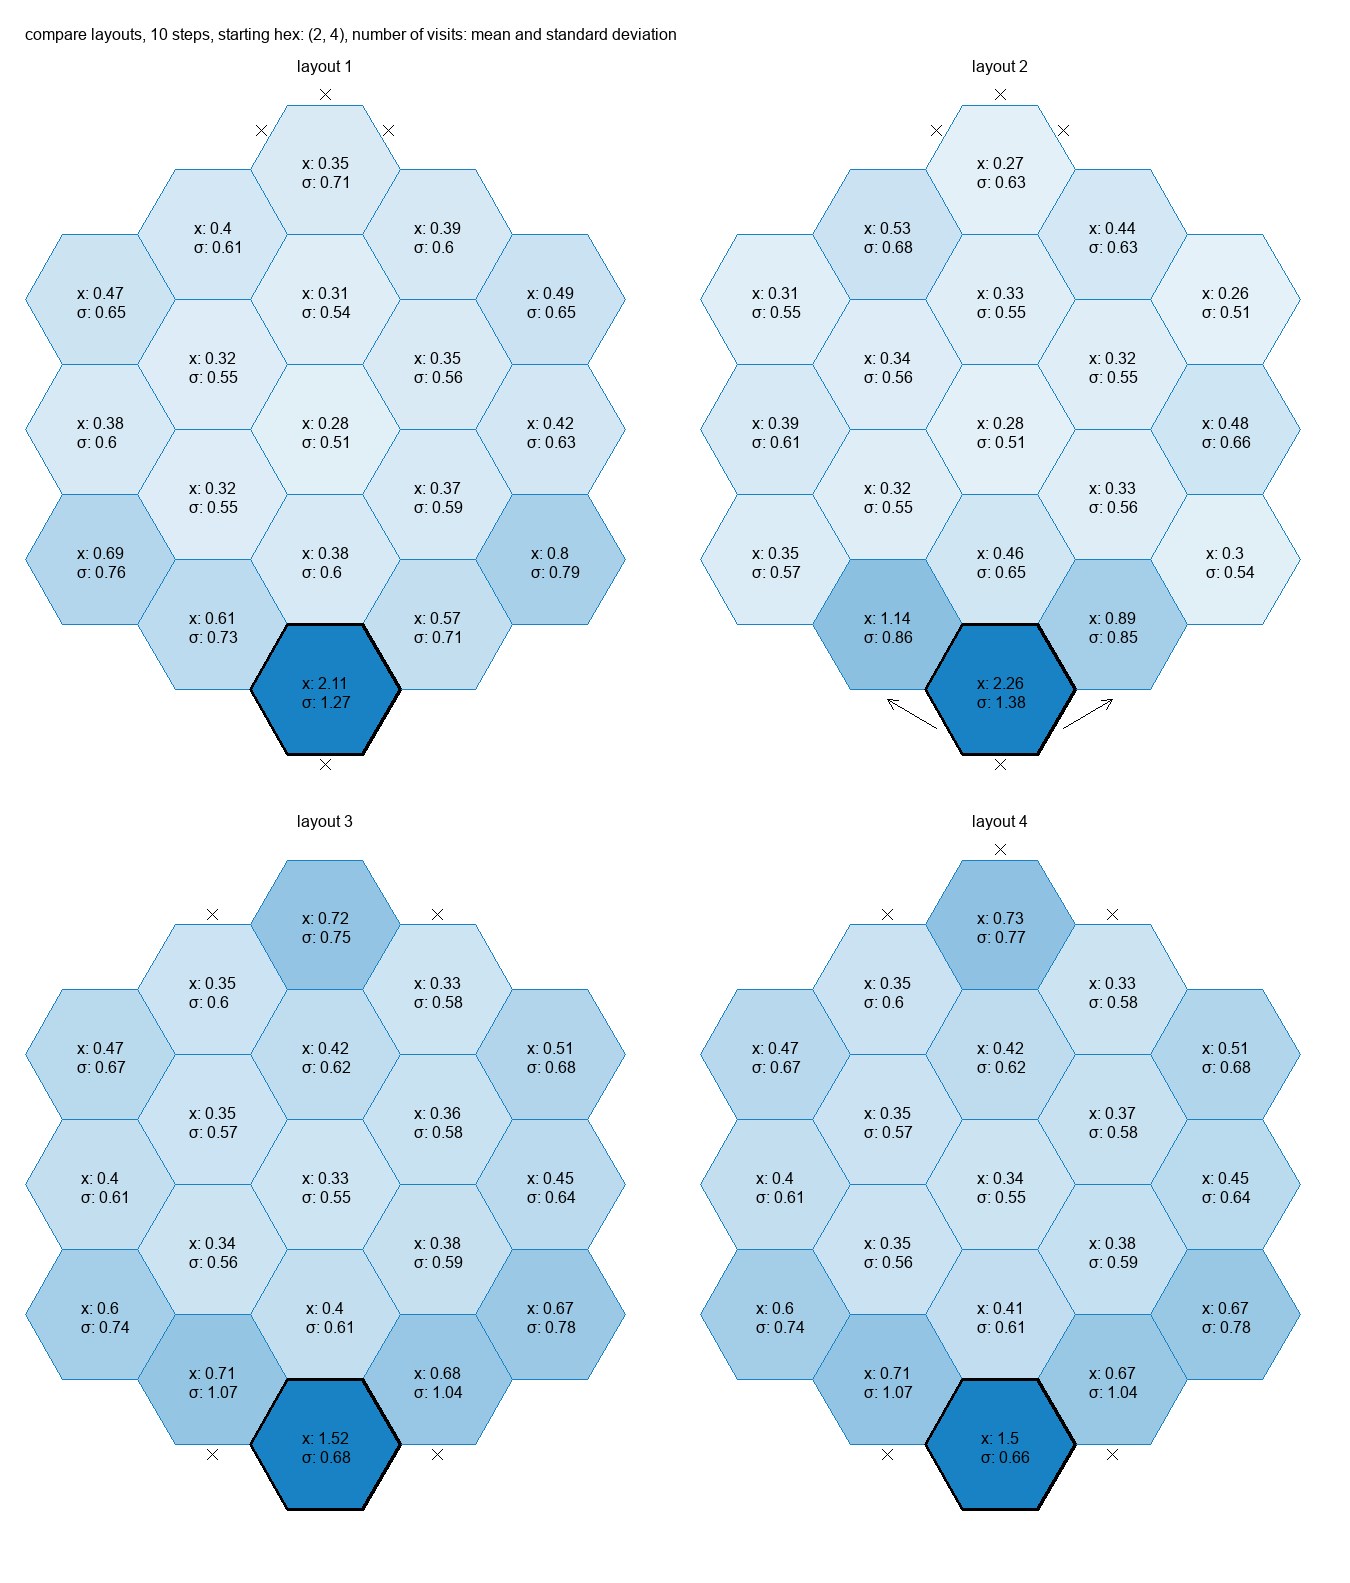 compare layouts, 10 steps, starting hex: (2, 4), number of visits: mean and standard deviation
layout 1
x: 0.35
σ: 0.71
x: 0.4
σ: 0.61
x: 0.39
σ: 0.6
x: 0.47
σ: 0.65
x: 0.31
σ: 0.54
x: 0.49
σ: 0.65
x: 0.32
σ: 0.55
x: 0.35
σ: 0.56
x: 0.38
σ: 0.6
x: 0.28
σ: 0.51
x: 0.42
σ: 0.63
x: 0.32
σ: 0.55
x: 0.37
σ: 0.59
x: 0.69
σ: 0.76
x: 0.38
σ: 0.6
x: 0.8
σ: 0.79
x: 0.61
σ: 0.73
x: 0.57
σ: 0.71
x: 2.11
σ: 1.27
layout 2
x: 0.27
σ: 0.63
x: 0.53
σ: 0.68
x: 0.44
σ: 0.63
x: 0.31
σ: 0.55
x: 0.33
σ: 0.55
x: 0.26
σ: 0.51
x: 0.34
σ: 0.56
x: 0.32
σ: 0.55
x: 0.39
σ: 0.61
x: 0.28
σ: 0.51
x: 0.48
σ: 0.66
x: 0.32
σ: 0.55
x: 0.33
σ: 0.56
x: 0.35
σ: 0.57
x: 0.46
σ: 0.65
x: 0.3
σ: 0.54
x: 1.14
σ: 0.86
x: 0.89
σ: 0.85
x: 2.26
σ: 1.38
layout 3
x: 0.72
σ: 0.75
x: 0.35
σ: 0.6
x: 0.33
σ: 0.58
x: 0.47
σ: 0.67
x: 0.42
σ: 0.62
x: 0.51
σ: 0.68
x: 0.35
σ: 0.57
x: 0.36
σ: 0.58
x: 0.4
σ: 0.61
x: 0.33
σ: 0.55
x: 0.45
σ: 0.64
x: 0.34
σ: 0.56
x: 0.38
σ: 0.59
x: 0.6
σ: 0.74
x: 0.4
σ: 0.61
x: 0.67
σ: 0.78
x: 0.71
σ: 1.07
x: 0.68
σ: 1.04
x: 1.52
σ: 0.68
layout 4
x: 0.73
σ: 0.77
x: 0.35
σ: 0.6
x: 0.33
σ: 0.58
x: 0.47
σ: 0.67
x: 0.42
σ: 0.62
x: 0.51
σ: 0.68
x: 0.35
σ: 0.57
x: 0.37
σ: 0.58
x: 0.4
σ: 0.61
x: 0.34
σ: 0.55
x: 0.45
σ: 0.64
x: 0.35
σ: 0.56
x: 0.38
σ: 0.59
x: 0.6
σ: 0.74
x: 0.41
σ: 0.61
x: 0.67
σ: 0.78
x: 0.71
σ: 1.07
x: 0.67
σ: 1.04
x: 1.5
σ: 0.66